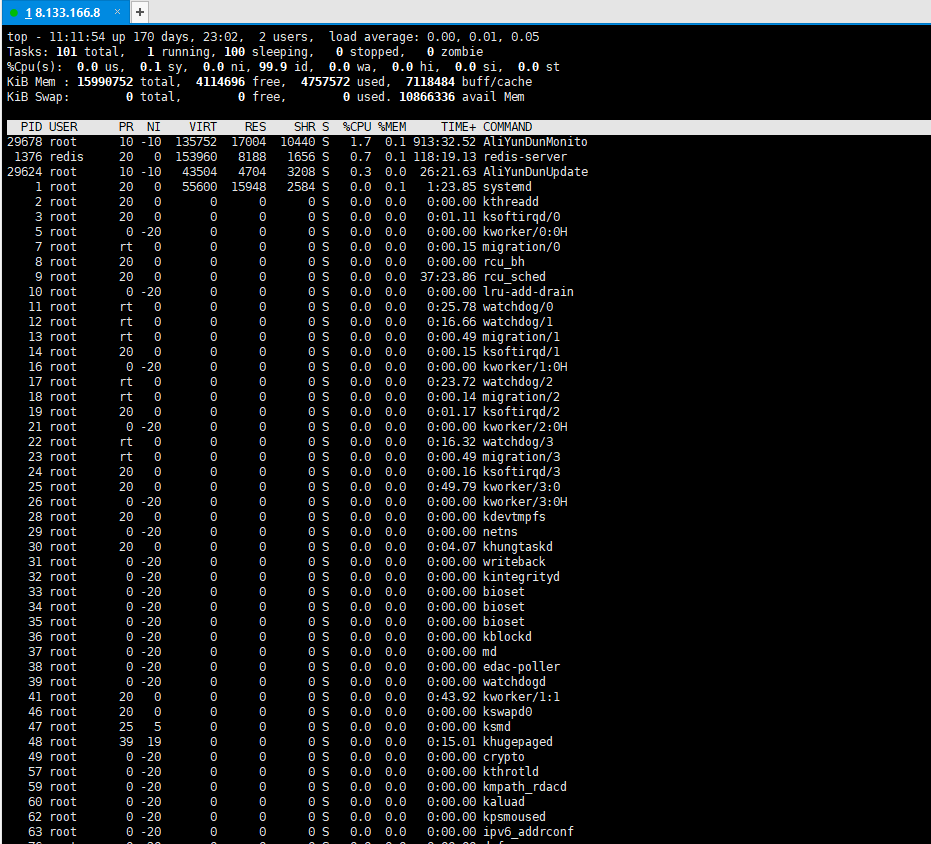 1 8.133.166.8 × +
top - 11:11:54 up 170 days, 23:02,  2 users,  load average: 0.00, 0.01, 0.05
Tasks: 101 total,   1 running, 100 sleeping,   0 stopped,   0 zombie
%Cpu(s):  0.0 us,  0.1 sy,  0.0 ni, 99.9 id,  0.0 wa,  0.0 hi,  0.0 si,  0.0 st
KiB Mem : 15990752 total,  4114696 free,  4757572 used,  7118484 buff/cache
KiB Swap:        0 total,        0 free,        0 used. 10866336 avail Mem
PID USER      PR  NI    VIRT    RES    SHR S  %CPU %MEM     TIME+ COMMAND
29678 root      10 -10  135752  17004  10440 S   1.7  0.1 913:32.52 AliYunDunMonito
1376 redis     20   0  153960   8188   1656 S   0.7  0.1 118:19.13 redis-server
29624 root      10 -10   43504   4704   3208 S   0.3  0.0  26:21.63 AliYunDunUpdate
1 root      20   0   55600  15948   2584 S   0.0  0.1   1:23.85 systemd
2 root      20   0       0      0      0 S   0.0  0.0   0:00.00 kthreadd
3 root      20   0       0      0      0 S   0.0  0.0   0:01.11 ksoftirqd/0
5 root       0 -20       0      0      0 S   0.0  0.0   0:00.00 kworker/0:0H
7 root      rt   0       0      0      0 S   0.0  0.0   0:00.15 migration/0
8 root      20   0       0      0      0 S   0.0  0.0   0:00.00 rcu_bh
9 root      20   0       0      0      0 S   0.0  0.0  37:23.86 rcu_sched
10 root       0 -20       0      0      0 S   0.0  0.0   0:00.00 lru-add-drain
11 root      rt   0       0      0      0 S   0.0  0.0   0:25.78 watchdog/0
12 root      rt   0       0      0      0 S   0.0  0.0   0:16.66 watchdog/1
13 root      rt   0       0      0      0 S   0.0  0.0   0:00.49 migration/1
14 root      20   0       0      0      0 S   0.0  0.0   0:00.15 ksoftirqd/1
16 root       0 -20       0      0      0 S   0.0  0.0   0:00.00 kworker/1:0H
17 root      rt   0       0      0      0 S   0.0  0.0   0:23.72 watchdog/2
18 root      rt   0       0      0      0 S   0.0  0.0   0:00.14 migration/2
19 root      20   0       0      0      0 S   0.0  0.0   0:01.17 ksoftirqd/2
21 root       0 -20       0      0      0 S   0.0  0.0   0:00.00 kworker/2:0H
22 root      rt   0       0      0      0 S   0.0  0.0   0:16.32 watchdog/3
23 root      rt   0       0      0      0 S   0.0  0.0   0:00.49 migration/3
24 root      20   0       0      0      0 S   0.0  0.0   0:00.16 ksoftirqd/3
25 root      20   0       0      0      0 S   0.0  0.0   0:49.79 kworker/3:0
26 root       0 -20       0      0      0 S   0.0  0.0   0:00.00 kworker/3:0H
28 root      20   0       0      0      0 S   0.0  0.0   0:00.00 kdevtmpfs
29 root       0 -20       0      0      0 S   0.0  0.0   0:00.00 netns
30 root      20   0       0      0      0 S   0.0  0.0   0:04.07 khungtaskd
31 root       0 -20       0      0      0 S   0.0  0.0   0:00.00 writeback
32 root       0 -20       0      0      0 S   0.0  0.0   0:00.00 kintegrityd
33 root       0 -20       0      0      0 S   0.0  0.0   0:00.00 bioset
34 root       0 -20       0      0      0 S   0.0  0.0   0:00.00 bioset
35 root       0 -20       0      0      0 S   0.0  0.0   0:00.00 bioset
36 root       0 -20       0      0      0 S   0.0  0.0   0:00.00 kblockd
37 root       0 -20       0      0      0 S   0.0  0.0   0:00.00 md
38 root       0 -20       0      0      0 S   0.0  0.0   0:00.00 edac-poller
39 root       0 -20       0      0      0 S   0.0  0.0   0:00.00 watchdogd
41 root      20   0       0      0      0 S   0.0  0.0   0:43.92 kworker/1:1
46 root      20   0       0      0      0 S   0.0  0.0   0:00.00 kswapd0
47 root      25   5       0      0      0 S   0.0  0.0   0:00.00 ksmd
48 root      39  19       0      0      0 S   0.0  0.0   0:15.01 khugepaged
49 root       0 -20       0      0      0 S   0.0  0.0   0:00.00 crypto
57 root       0 -20       0      0      0 S   0.0  0.0   0:00.00 kthrotld
59 root       0 -20       0      0      0 S   0.0  0.0   0:00.00 kmpath_rdacd
60 root       0 -20       0      0      0 S   0.0  0.0   0:00.00 kaluad
62 root       0 -20       0      0      0 S   0.0  0.0   0:00.00 kpsmoused
63 root       0 -20       0      0      0 S   0.0  0.0   0:00.00 ipv6_addrconf